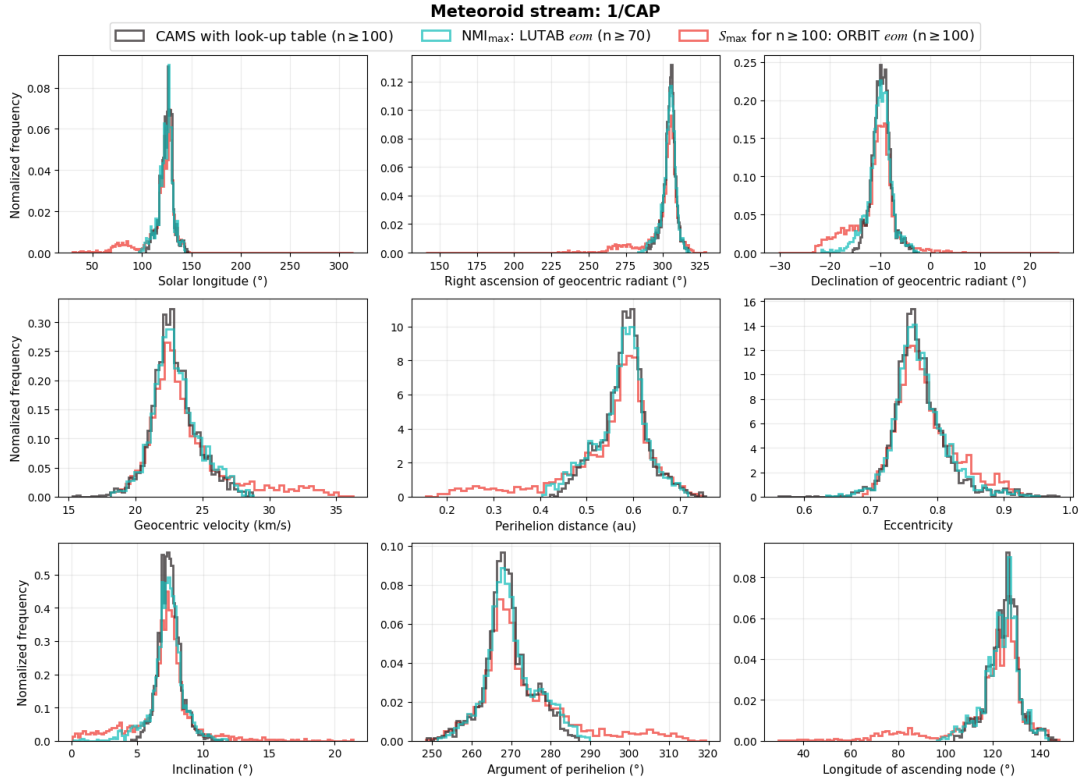 Meteoroid stream: 1/CAP
CAMS with look-up table (n ≥ 100)
NMImax: LUTAB eom (n ≥ 70)
Smax for n ≥ 100: ORBIT eom (n ≥ 100)
Nomalized frequency
0.08
0.06
0.04
0.02
0.00
50 100 150 200 250 300
Solar longitude (°)
0.12
0.10
0.08
0.06
0.04
0.02
0.00
150 175 200 225 250 275 300 325
Right ascension of geocentric radiant (°)
0.25
0.20
0.15
0.10
0.05
0.00
−30 −20 −10 0 10 20
Declination of geocentric radiant (°)
Nomalized frequency
0.30
0.25
0.20
0.15
0.10
0.05
0.00
15 20 25 30 35
Geocentric velocity (km/s)
10
8
6
4
2
0
0.2 0.3 0.4 0.5 0.6 0.7
Perihelion distance (au)
16
14
12
10
8
6
4
2
0
0.6 0.7 0.8 0.9 1.0
Eccentricity
Nomalized frequency
0.5
0.4
0.3
0.2
0.1
0.0
0 5 10 15 20
Inclination (°)
0.10
0.08
0.06
0.04
0.02
0.00
250 260 270 280 290 300 310 320
Argument of perihelion (°)
0.08
0.06
0.04
0.02
0.00
40 60 80 100 120 140
Longitude of ascending node (°)